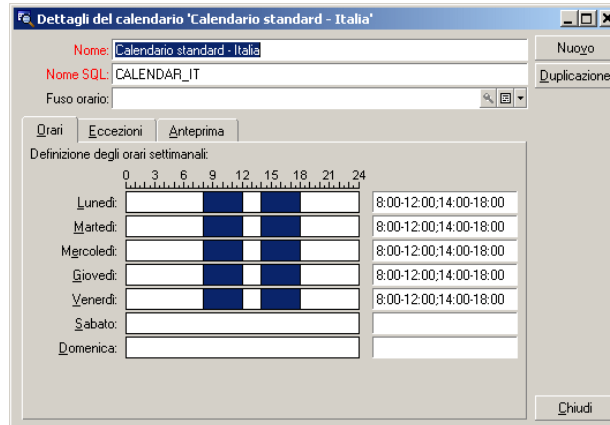 Dettagli del calendario 'Calendario standard - Italia'
Nome: Calendario standard - Italia
Nuovo
Nome SQL: CALENDAR_IT
Duplicazione
Fuso orario:
Orari Eccezioni Anteprima
Definizione degli orari settimanali:
0 3 6 9 12 15 18 21 24
Lunedì: 8:00-12:00;14:00-18:00
Martedì: 8:00-12:00;14:00-18:00
Mercoledì: 8:00-12:00;14:00-18:00
Giovedì: 8:00-12:00;14:00-18:00
Venerdì: 8:00-12:00;14:00-18:00
Sabato:
Domenica:
Chiudi